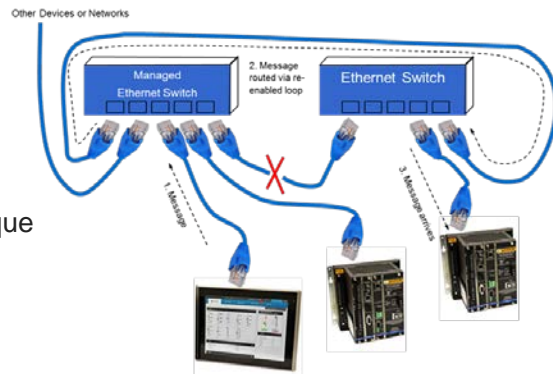 Other Devices or Networks
Managed
Ethernet Switch
2. Message
routed via re-
enabled loop
Ethernet Switch
1. Message
3. Message arrives
que